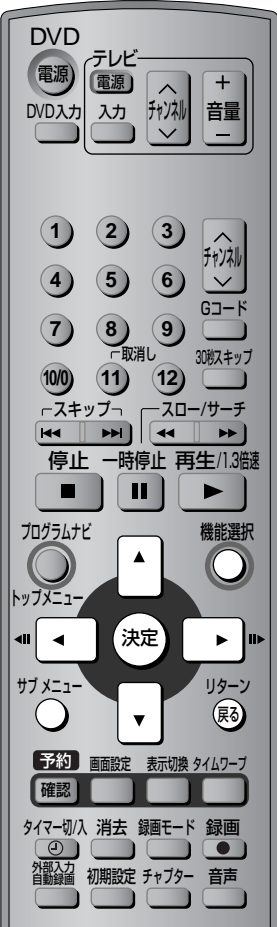 DVD
テレビ
電源 電源 チャンネル + 音量 −
DVD入力 入力
1 2 3
チャンネル
4 5 6
Gコード
7 8 9
取消し 30秒スキップ
10/0 11 12
スキップ スロー/サーチ
停止 一時停止 再生/1.3倍速
プログラムナビ 機能選択
トップメニュー
決定
サブ メニュー リターン
戻る
予約 画面設定 表示切換 タイムワープ
確認
タイマー切/入 消去 録画モード 録画
外部入力
自動録画 初期設定 チャプター 音声